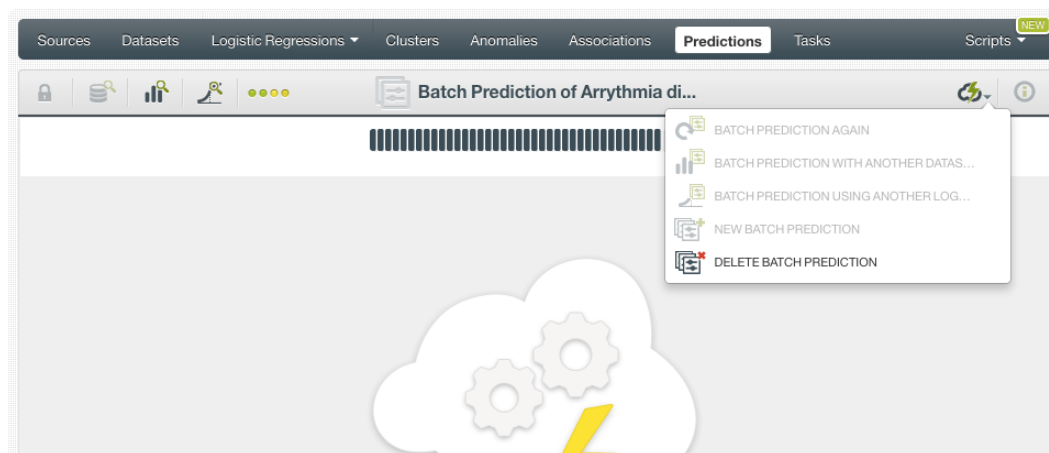 NEW
Sources Datasets Logistic Regressions Clusters Anomalies Associations Predictions Tasks Scripts
Batch Prediction of Arrythmia di...
BATCH PREDICTION AGAIN
BATCH PREDICTION WITH ANOTHER DATAS...
BATCH PREDICTION USING ANOTHER LOG...
NEW BATCH PREDICTION
DELETE BATCH PREDICTION